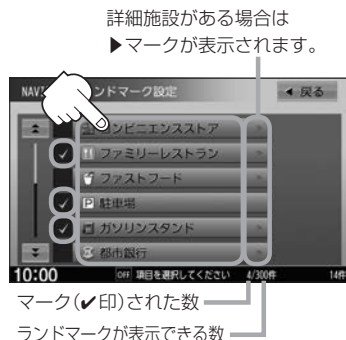 詳細施設がある場合は
▶マークが表示されます。
NAVI
ンドマーク設定
◀ 戻る
コンビニエンスストア
ファミリーレストラン
ファストフード
P 駐車場
ガソリンスタンド
都市銀行
10:00
OFF 項目を選択してください
4/300件
14件
マーク(✔印)された数
ランドマークが表示できる数